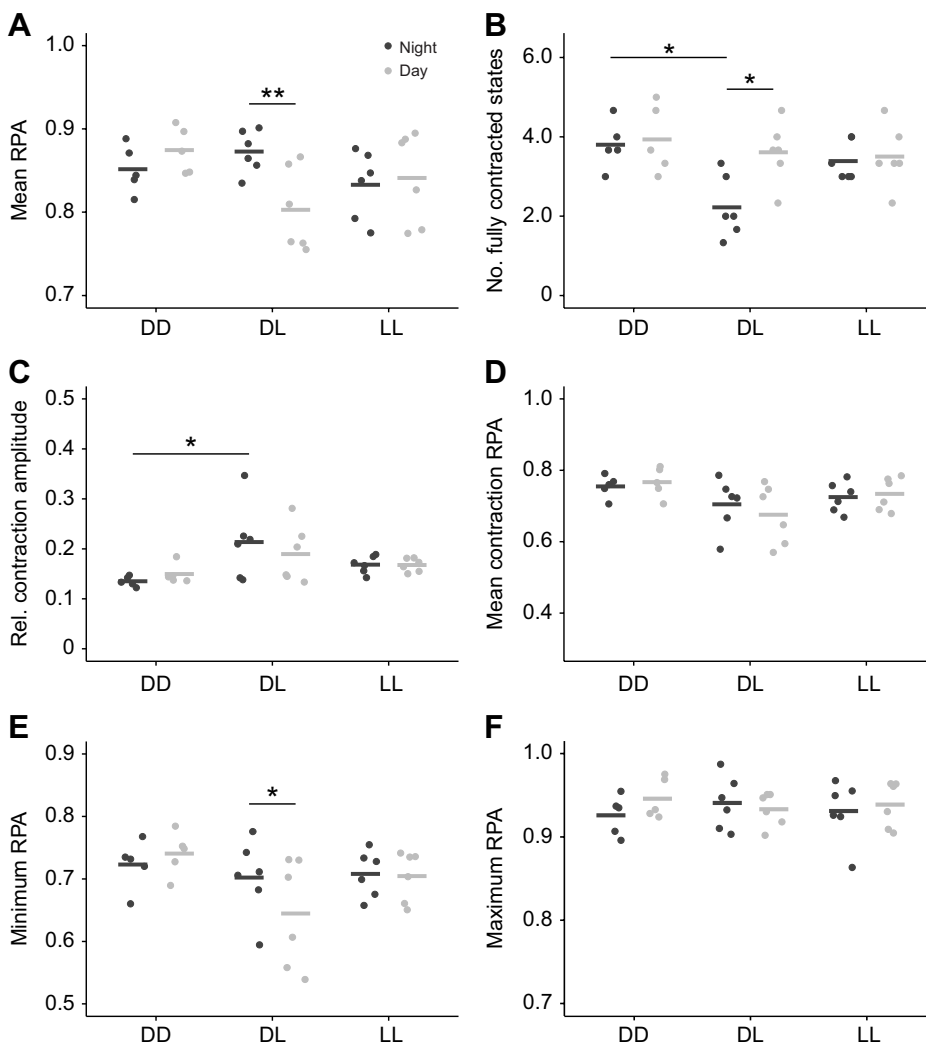 A
Mean RPA
1.0
0.9
0.8
0.7
Night
Day
**
DD DL LL
B
No. fully contracted states
6.0
4.0
2.0
0
*
*
DD DL LL
C
Rel. contraction amplitude
0.5
0.4
0.3
0.2
0.1
0
*
DD DL LL
D
Mean contraction RPA
1.0
0.8
0.6
0.4
DD DL LL
E
Minimum RPA
0.9
0.8
0.7
0.6
0.5
*
DD DL LL
F
Maximum RPA
1.0
0.9
0.8
0.7
DD DL LL